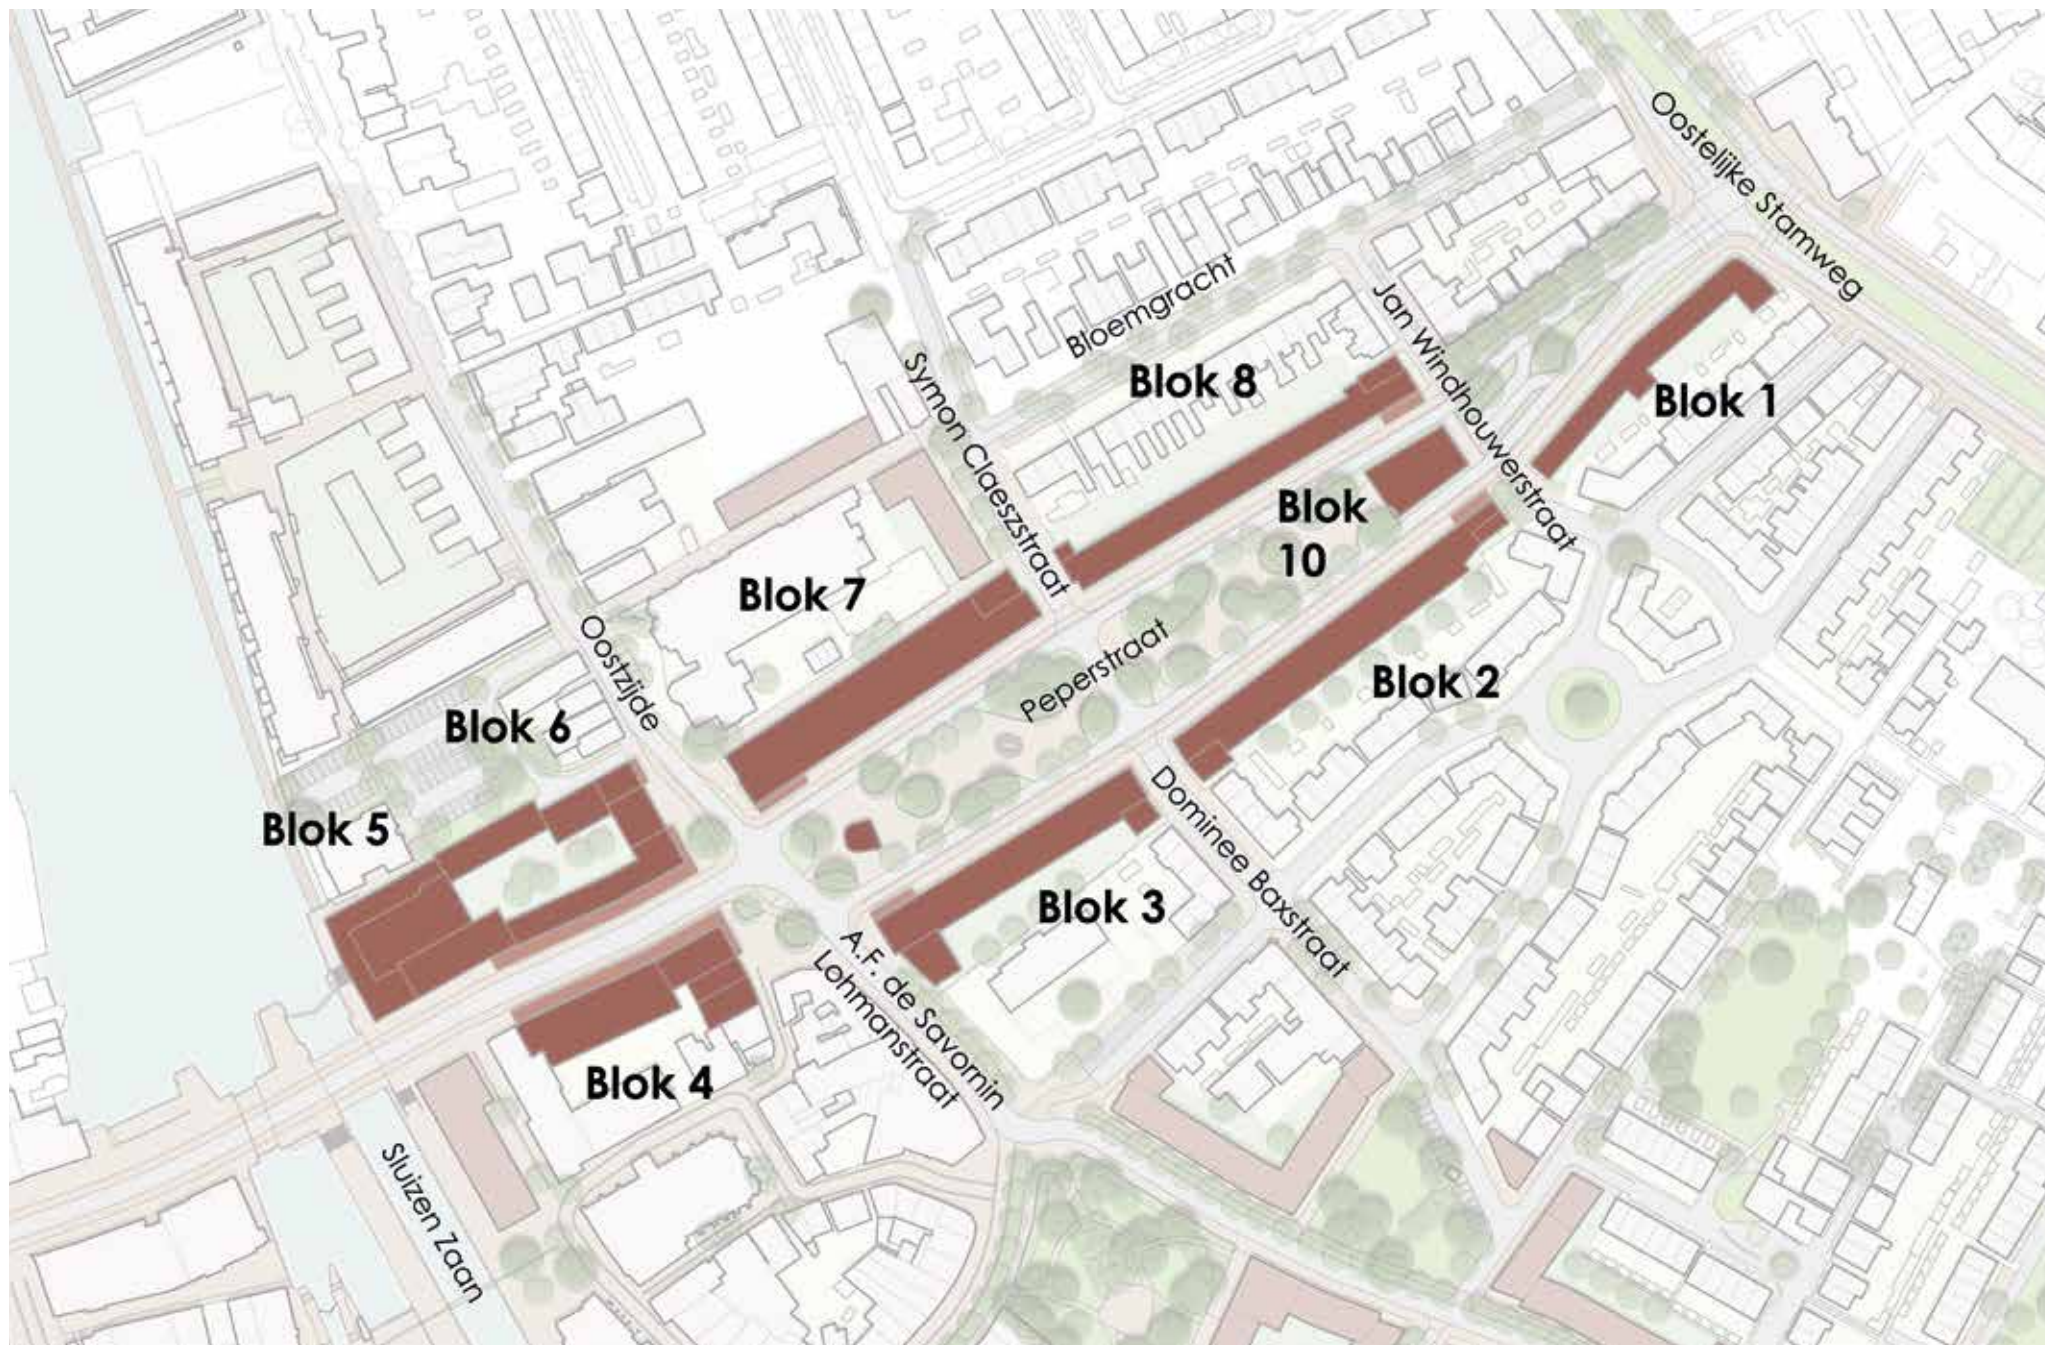 Oostelijke Stamweg
Bloemgracht
Jan Windhouwerstraat
Symon Claeszstraat
Blok 8
Blok 1
Blok
10
Blok 7
Oostzijde
Peperstraat
Blok 2
Blok 6
Blok 5
Dominee Baxstraat
Blok 3
A.F. de Savornin
Lohmanstraat
Blok 4
Sluizen Zaan